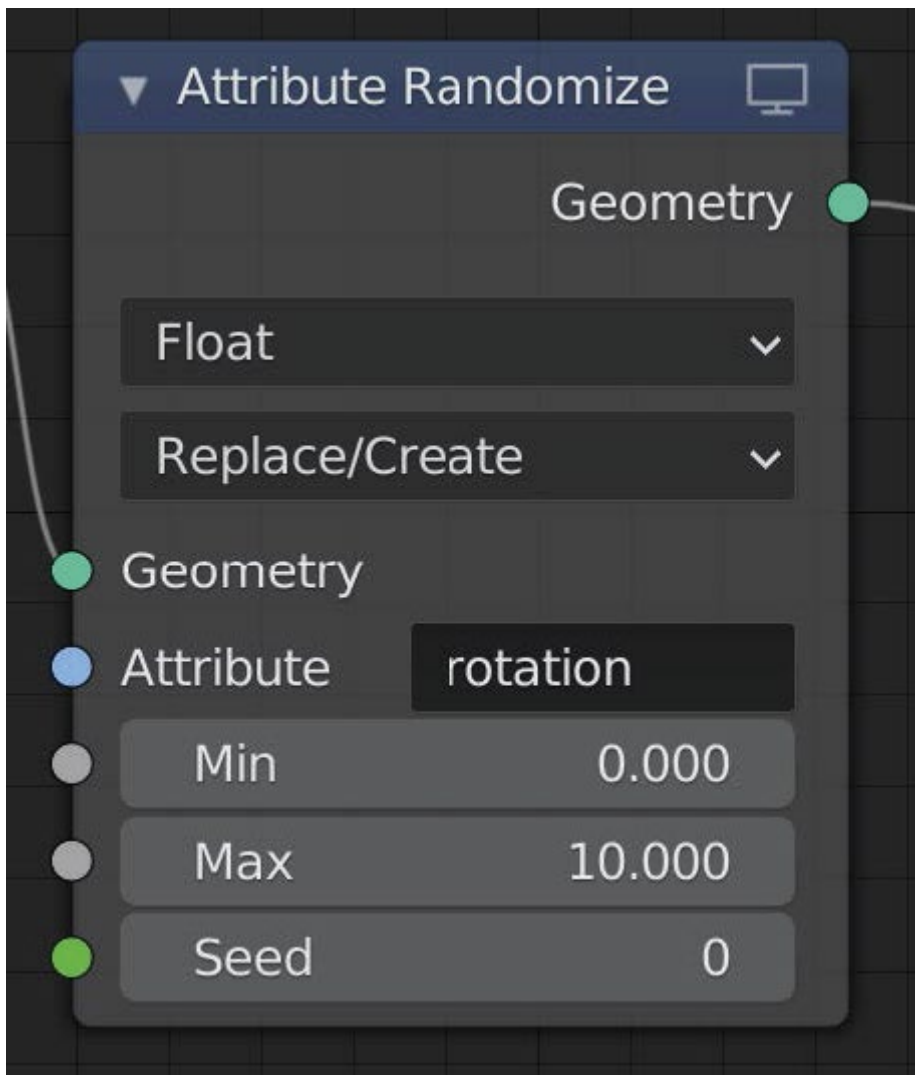 Attribute Randomize
Geometry
Float
Replace/Create
Geometry
Attribute rotation
Min 0.000
Max 10.000
Seed 0